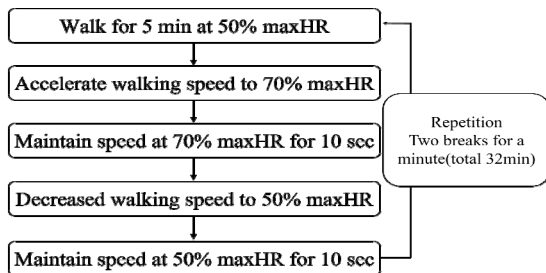 Walk for 5 min at 50% maxHR
Accelerate walking speed to 70% maxHR
Maintain speed at 70% maxHR for 10 scc
Decreased walking speed to 50% maxHR
Maintain speed at 50% maxHR for 10 scc
Repetition
Two breaks for a
minute(total 32min)